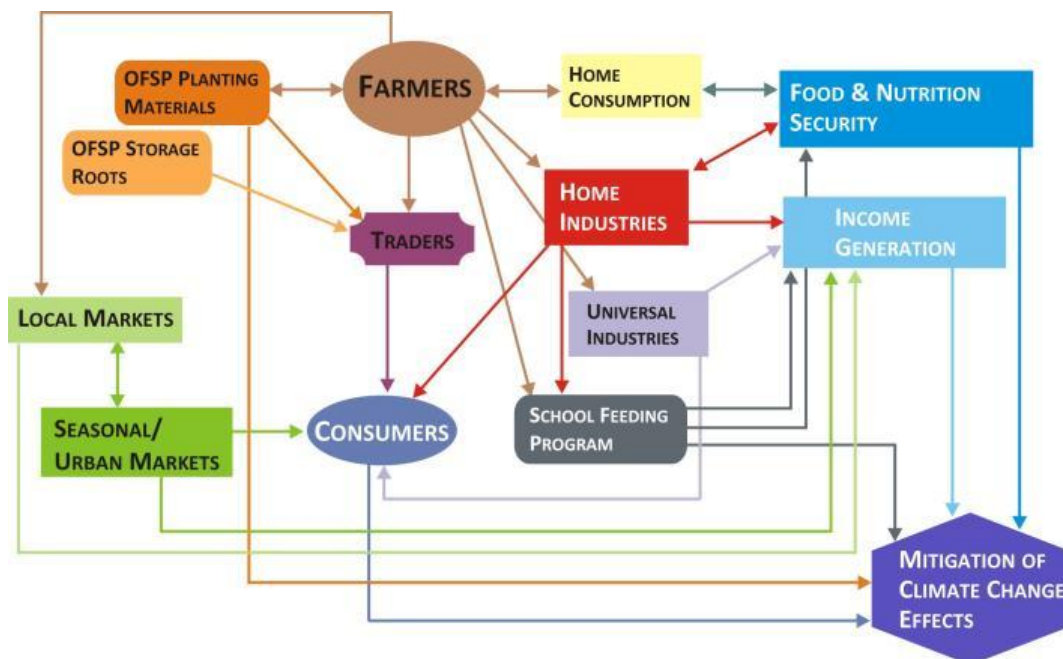 OFSP PLANTING
MATERIALS
FARMERS
HOME
CONSUMPTION
FOOD & NUTRITION
SECURITY
OFSP STORAGE
ROOTS
HOME
INDUSTRIES
INCOME
GENERATION
TRADERS
LOCAL MARKETS
UNIVERSAL
INDUSTRIES
SEASONAL/
URBAN MARKETS
CONSUMERS
SCHOOL FEEDING
PROGRAM
MITIGATION OF
CLIMATE CHANGE
EFFECTS